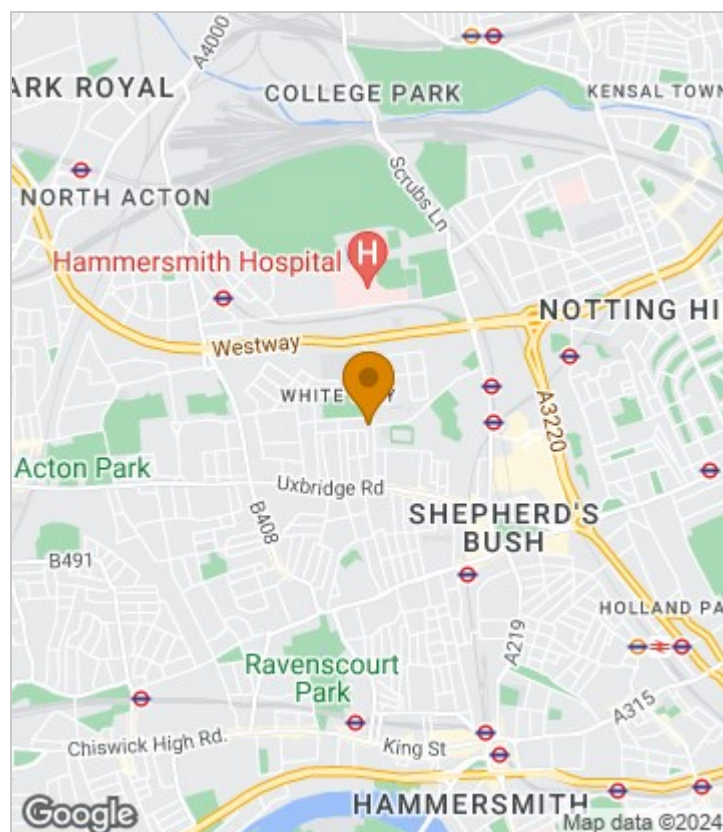 A4000
ARK ROYAL
COLLEGE PARK
KENSAL TOWN
Scrubs Ln
NORTH ACTON
H
Hammersmith Hospital
NOTTING HI
Westway
WHITE
Y
A3220
Acton Park
Uxbridge Rd
B408
SHEPHERD'S
BUSH
B491
HOLLAND PA
A219
Ravenscourt
Park
A315
Chiswick High Rd.
King St
HAMMERSMITH
Google
Map data ©2024